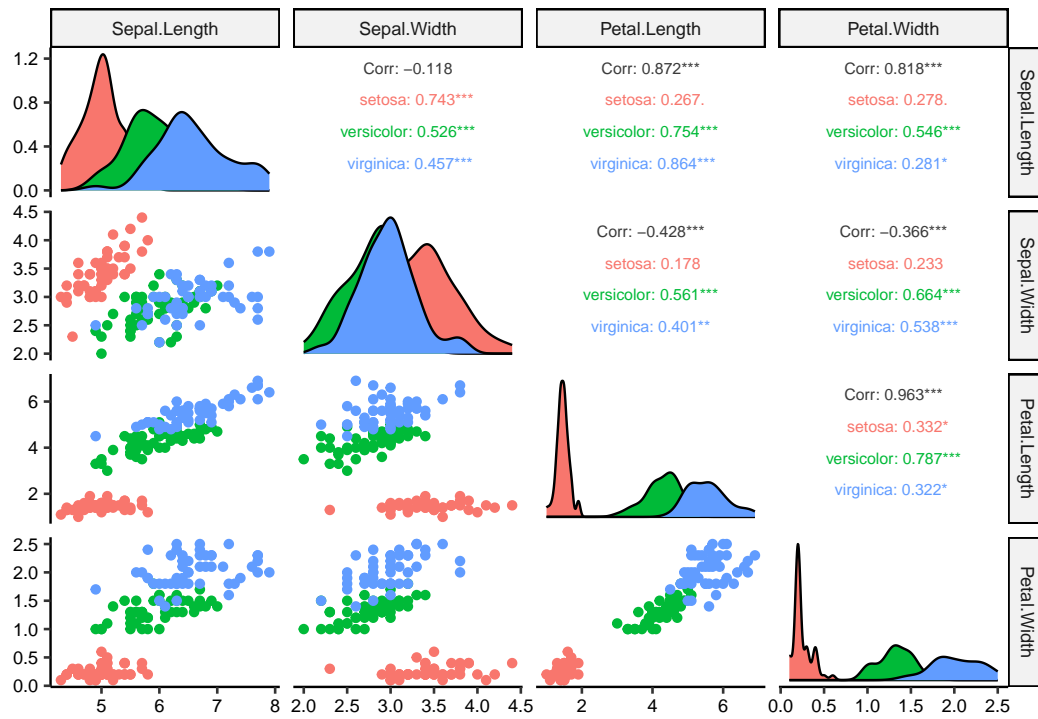 Sepal.Length Sepal.Width Petal.Length Petal.Width
1.2
0.8
0.4
0.0
Corr: −0.118
setosa: 0.743***
versicolor: 0.526***
virginica: 0.457***
Corr: 0.872***
setosa: 0.267.
versicolor: 0.754***
virginica: 0.864***
Corr: 0.818***
setosa: 0.278.
versicolor: 0.546***
virginica: 0.281*
Sepal.Length
4.5
4.0
3.5
3.0
2.5
2.0
Corr: −0.428***
setosa: 0.178
versicolor: 0.561***
virginica: 0.401**
Corr: −0.366***
setosa: 0.233
versicolor: 0.664***
virginica: 0.538***
Sepal.Width
6
4
2
Corr: 0.963***
setosa: 0.332*
versicolor: 0.787***
virginica: 0.322*
Petal.Length
2.5
2.0
1.5
1.0
0.5
0.0
Petal.Width
5 6 7 8 2.0 2.5 3.0 3.5 4.0 4.5 2 4 6 0.0 0.5 1.0 1.5 2.0 2.5